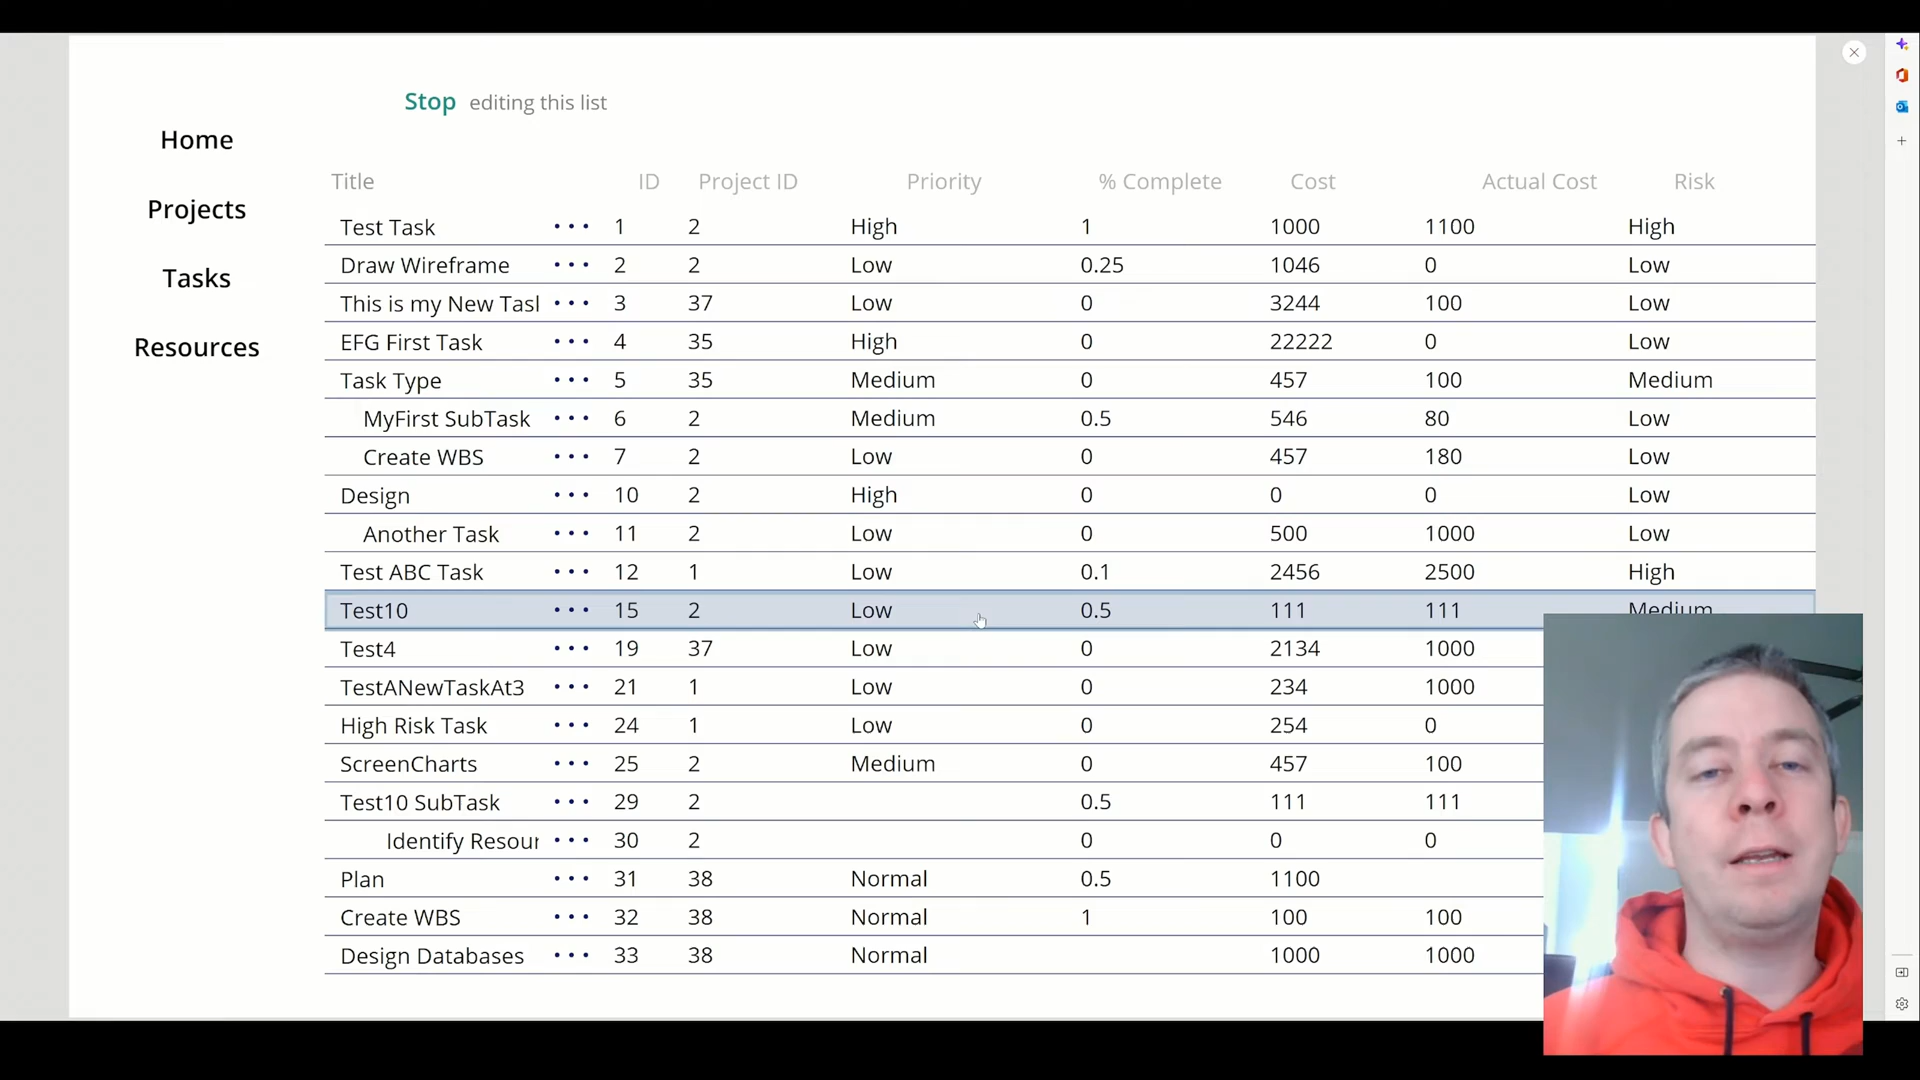 Stop editing this list
Home
Projects
Tasks
Resources
Title ID Project ID Priority % Complete Cost Actual Cost Risk
Test Task ••• 1 2 High 1 1000 1100 High
Draw Wireframe ••• 2 2 Low 0.25 1046 0 Low
This is my New Tasl ••• 3 37 Low 0 3244 100 Low
EFG First Task ••• 4 35 High 0 22222 0 Low
Task Type ••• 5 35 Medium 0 457 100 Medium
MyFirst SubTask ••• 6 2 Medium 0.5 546 80 Low
Create WBS ••• 7 2 Low 0 457 180 Low
Design ••• 10 2 High 0 0 0 Low
Another Task ••• 11 2 Low 0 500 1000 Low
Test ABC Task ••• 12 1 Low 0.1 2456 2500 High
Test10 ••• 15 2 Low 0.5 111 111 Medium
Test4 ••• 19 37 Low 0 2134 1000
TestANewTaskAt3 ••• 21 1 Low 0 234 1000
High Risk Task ••• 24 1 Low 0 254 0
ScreenCharts ••• 25 2 Medium 0 457 100
Test10 SubTask ••• 29 2 0.5 111 111
Identify Resour ••• 30 2 0 0 0
Plan ••• 31 38 Normal 0.5 1100
Create WBS ••• 32 38 Normal 1 100 100
Design Databases ••• 33 38 Normal 1000 1000